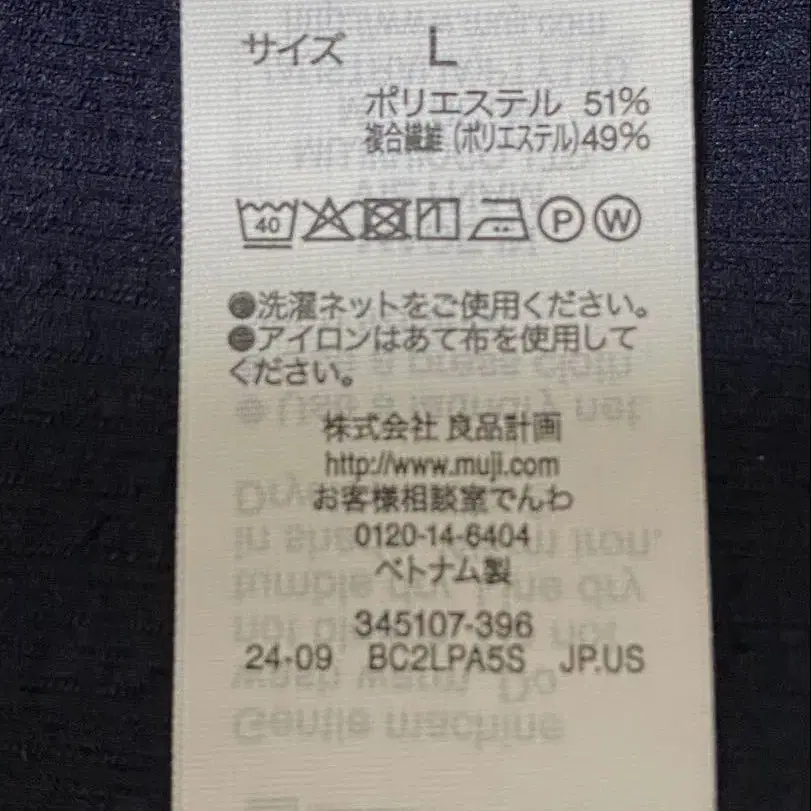 サイズ L
ポリエステル 51%
複合繊維(ポリエステル)49%
40 P W
●洗濯ネットをご使用ください。
●アイロンはあて布を使用して
ください。
株式会社 良品計画
http://www.muji.com
お客様相談室でんわ
0120-14-6404
ベトナム製
345107-396
24・09 BC2LPA5S JP.US